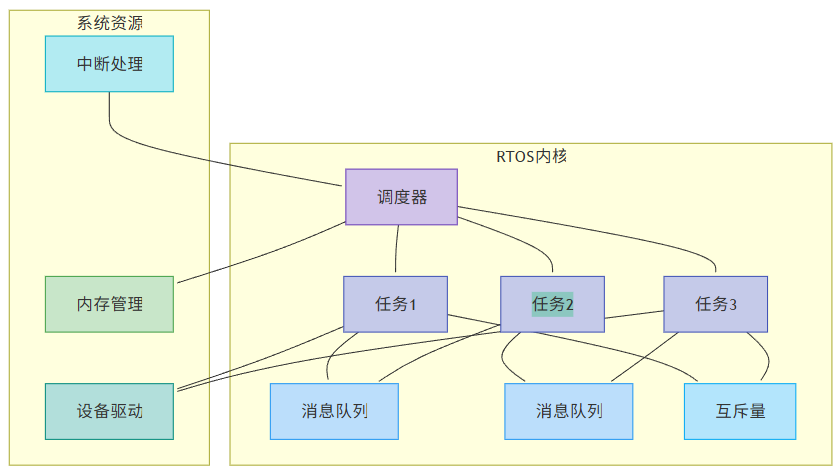 系统资源
中断处理
RTOS内核
调度器
内存管理
任务1
任务2
任务3
设备驱动
消息队列
消息队列
互斥量